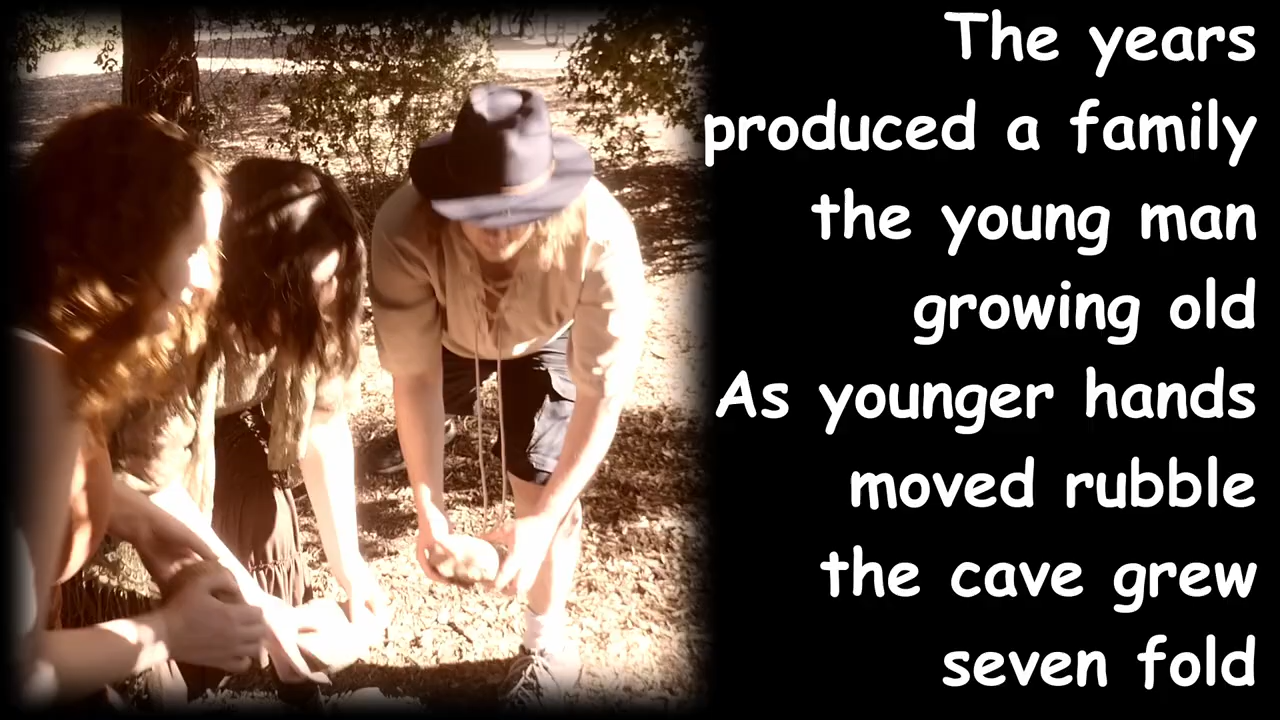 The years
produced a family
the young man
growing old
As younger hands
moved rubble
the cave grew
seven fold